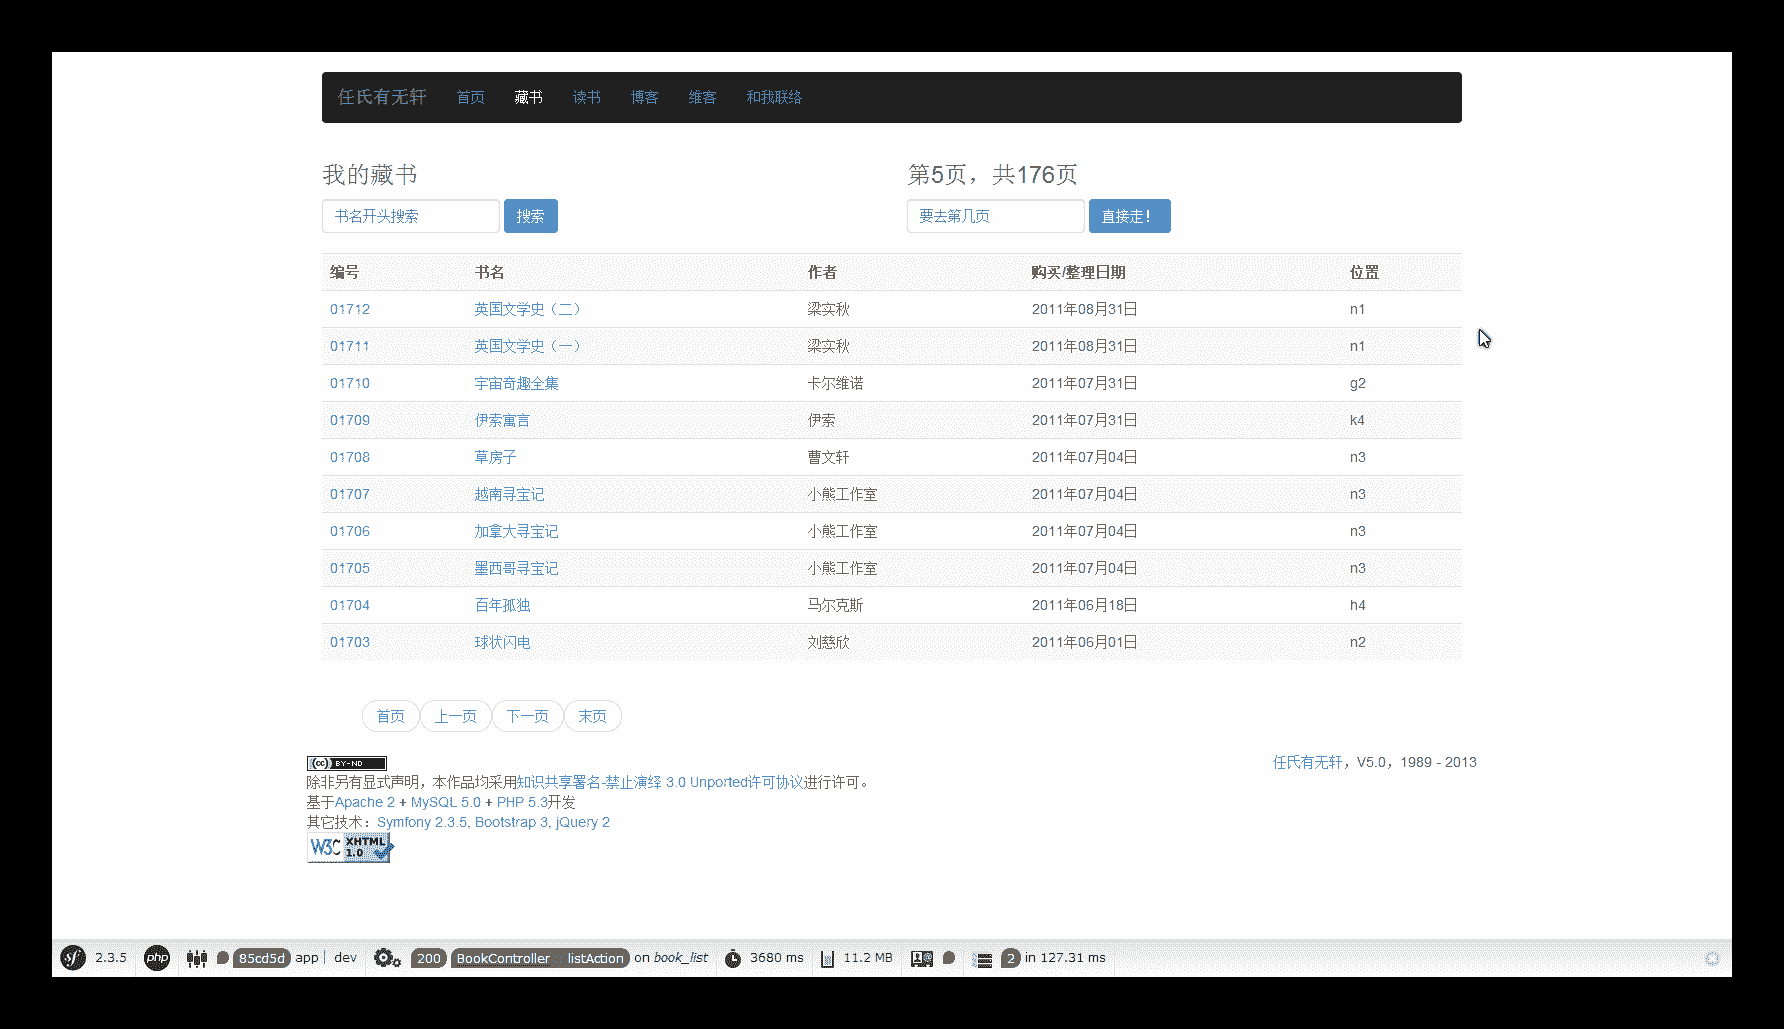 任氏有无轩 首页 藏书 读书 博客 维客 和我联络
我的藏书 第5页，共176页
书名开头搜索 搜索 要去第几页 直接走！
编号 书名 作者 购买/整理日期 位置
01712 英国文学史（二） 梁实秋 2011年08月31日 n1
01711 英国文学史（一） 梁实秋 2011年08月31日 n1
01710 宇宙奇趣全集 卡尔维诺 2011年07月31日 g2
01709 伊索寓言 伊索 2011年07月31日 k4
01708 草房子 曹文轩 2011年07月04日 n3
01707 越南寻宝记 小熊工作室 2011年07月04日 n3
01706 加拿大寻宝记 小熊工作室 2011年07月04日 n3
01705 墨西哥寻宝记 小熊工作室 2011年07月04日 n3
01704 百年孤独 马尔克斯 2011年06月18日 h4
01703 球状闪电 刘慈欣 2011年06月01日 n2
首页 上一页 下一页 末页
(cc) BY-ND 任氏有无轩，V5.0，1989 - 2013
除非另有显式声明，本作品均采用知识共享署名-禁止演绎 3.0 Unported许可协议进行许可。
基于Apache 2 + MySQL 5.0 + PHP 5.3开发
其它技术：Symfony 2.3.5, Bootstrap 3, jQuery 2
W3C XHTML 1.0
sf 2.3.5 php 85cd5d app dev 200 BookController listAction on book_list 3680 ms 11.2 MB 2 in 127.31 ms